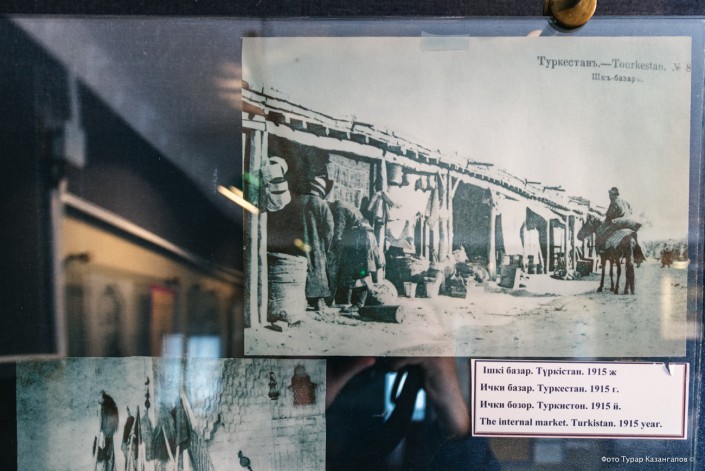 Туркестанъ.—Tourkestan. № 8
Шкъ-базаръ.
Ішкі базар. Түркістан. 1915 ж
Ички базар. Туркестан. 1915 г.
Ички бозор. Туркистон. 1915 й.
The internal market. Turkistan. 1915 year.
Фото Турар Казангапов ©